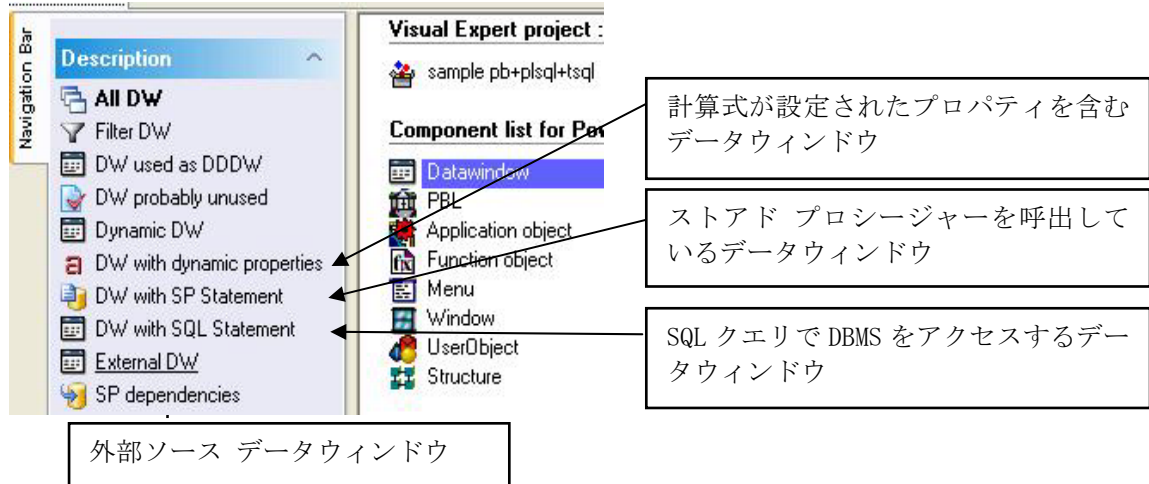 Navigation Bar
Description
All DW
Filter DW
DW used as DDDW
DW probably unused
Dynamic DW
DW with dynamic properties
DW with SP Statement
DW with SQL Statement
External DW
SP dependencies
Visual Expert project :
sample pb+plsql+tsql
Component list for
Datawindow
PBL
Application object
Function object
Menu
Window
UserObject
Structure
計算式が設定されたプロパティを含む
データウィンドウ
ストアド プロシージャーを呼出して
いるデータウィンドウ
SQL クエリで DBMS をアクセスするデー
タウィンドウ
外部ソース データウィンドウ